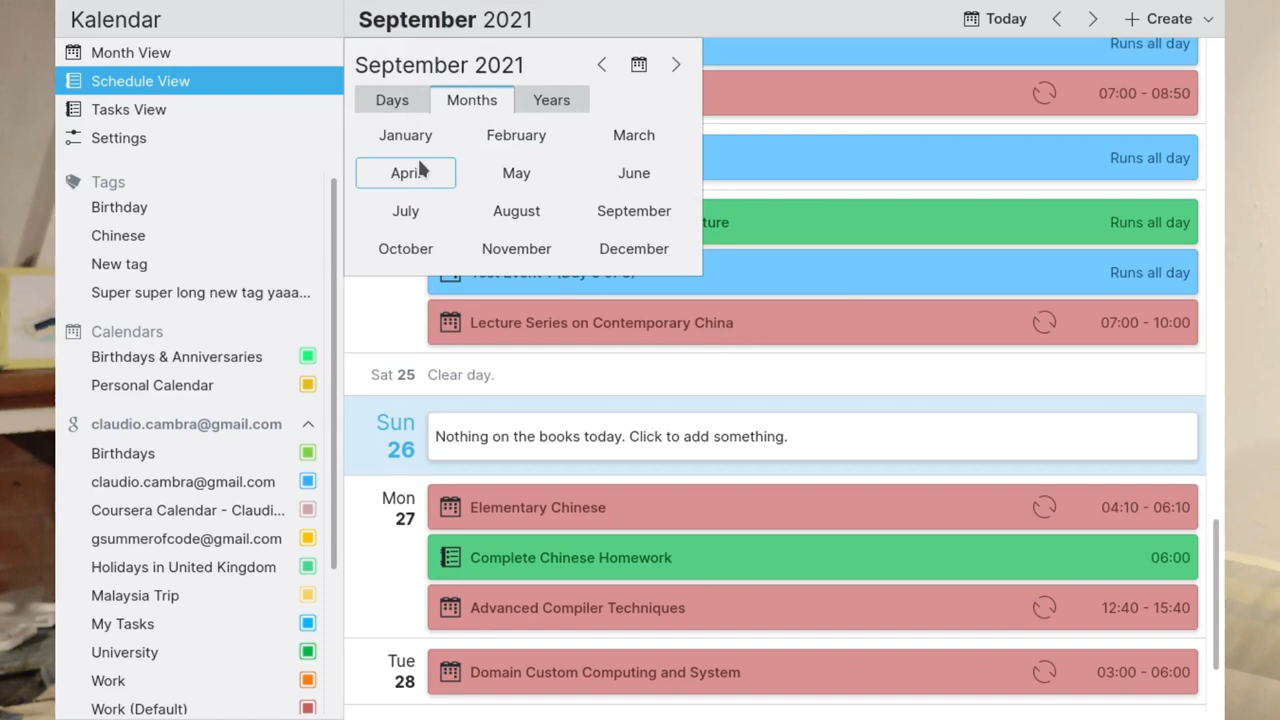 Kalendar
September 2021
Today
Create
Month View
Schedule View
Tasks View
Settings
Tags
Birthday
Chinese
New tag
Super super long new tag yaaa...
Calendars
Birthdays & Anniversaries
Personal Calendar
claudio.cambra@gmail.com
Birthdays
claudio.cambra@gmail.com
Coursera Calendar - Claudi...
gsummerofcode@gmail.com
Holidays in United Kingdom
Malaysia Trip
My Tasks
University
Work
Work (Default)
September 2021
Days Months Years
January February March
April May June
July August September
October November December
Runs all day
07:00 - 08:50
Runs all day
ture Runs all day
Runs all day
Lecture Series on Contemporary China 07:00 - 10:00
Sat 25 Clear day.
Sun 26 Nothing on the books today. Click to add something.
Mon 27
Elementary Chinese 04:10 - 06:10
Complete Chinese Homework 06:00
Advanced Compiler Techniques 12:40 - 15:40
Tue 28
Domain Custom Computing and System 03:00 - 06:00